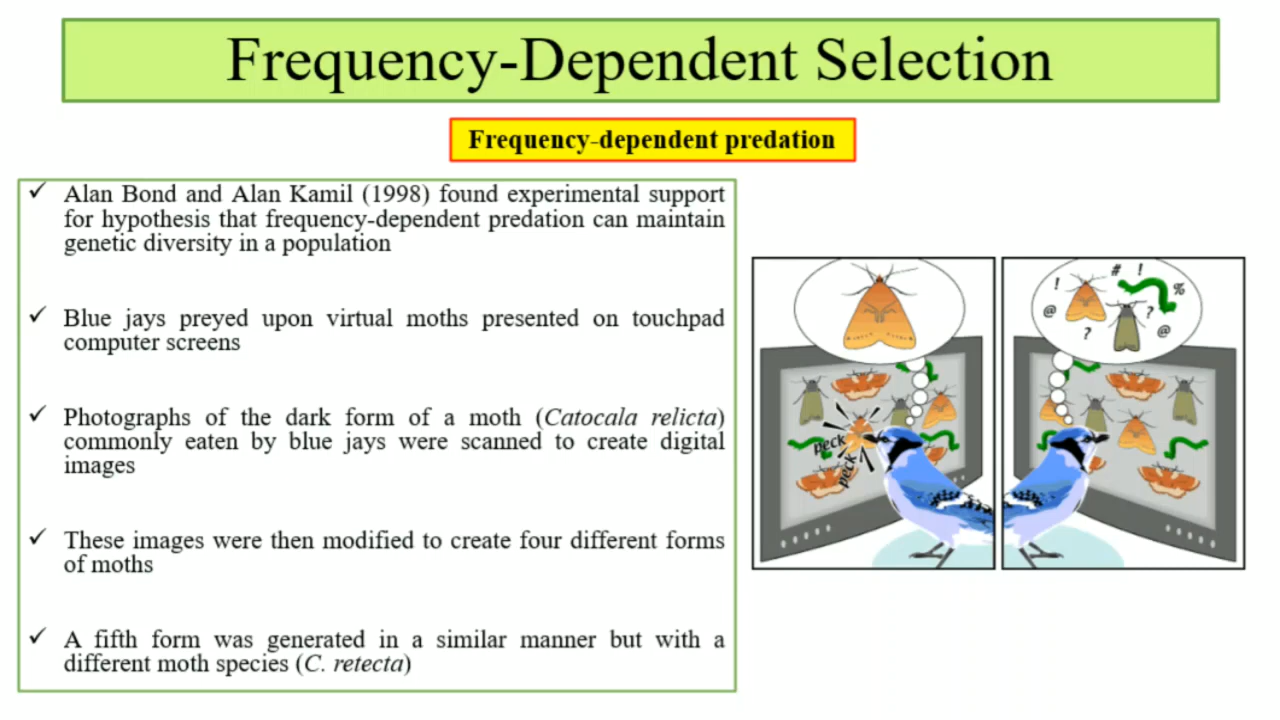 Frequency-Dependent Selection
Frequency-dependent predation
✓ Alan Bond and Alan Kamil (1998) found experimental support
for hypothesis that frequency-dependent predation can maintain
genetic diversity in a population
✓ Blue jays preyed upon virtual moths presented on touchpad
computer screens
✓ Photographs of the dark form of a moth (Catocala relicta)
commonly eaten by blue jays were scanned to create digital
images
✓ These images were then modified to create four different forms
of moths
✓ A fifth form was generated in a similar manner but with a
different moth species (C. retecta)
peck
peck
# !
! %
@ ?
? @